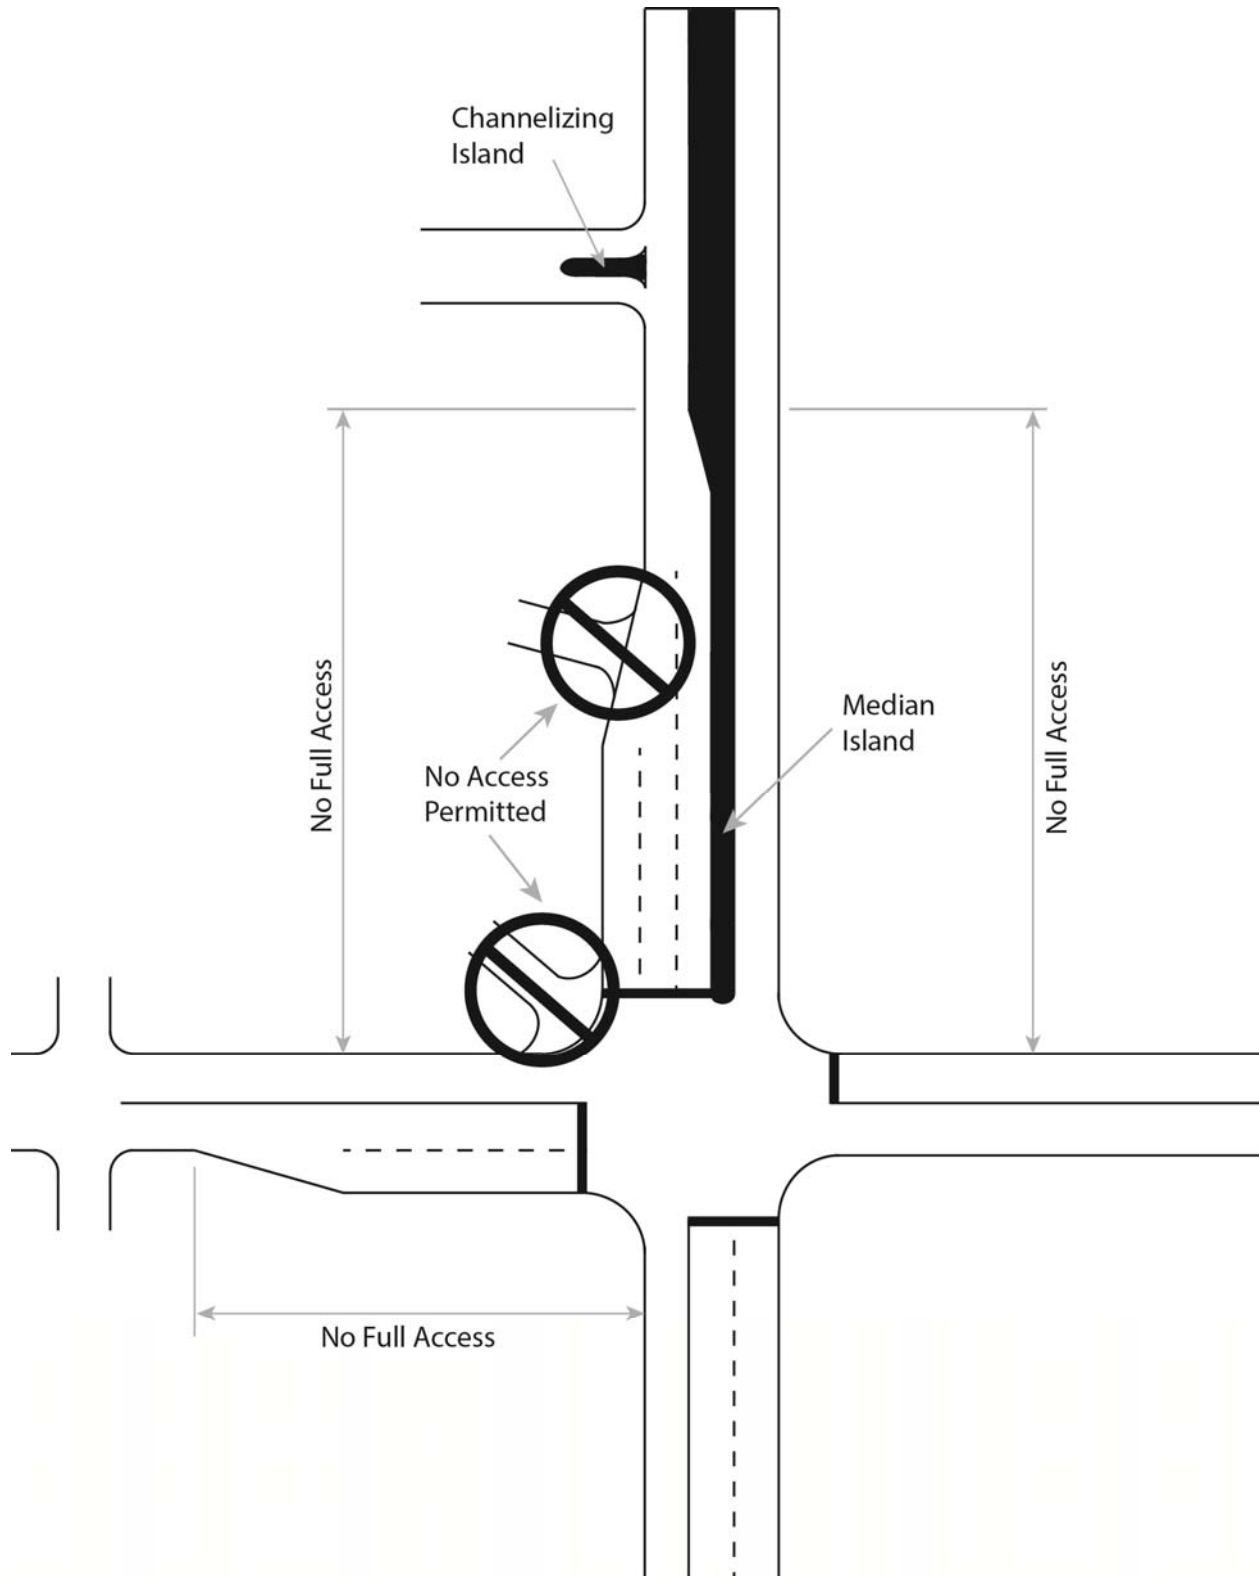 Channelizing
Island
No Full Access
No Access
Permitted
Median
Island
No Full Access
No Full Access